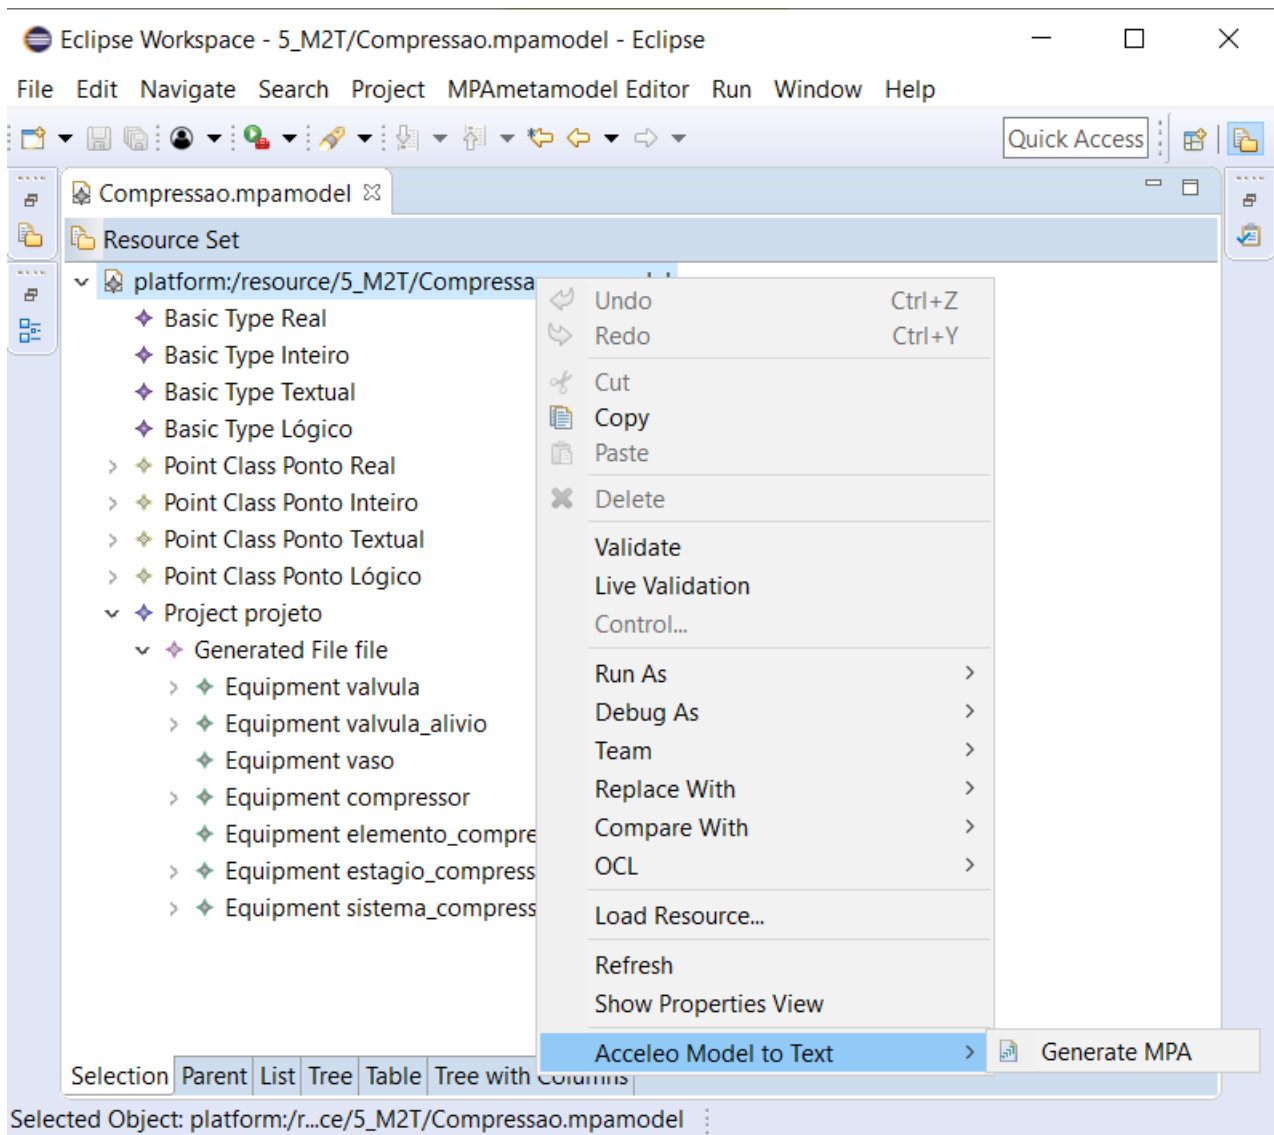 Eclipse Workspace - 5_M2T/Compressao.mpamodel - Eclipse
File Edit Navigate Search Project MPAmetamodel Editor Run Window Help
Quick Access
Compressao.mpamodel
Resource Set
platform:/resource/5_M2T/Compressa
Basic Type Real
Basic Type Inteiro
Basic Type Textual
Basic Type Lógico
Point Class Ponto Real
Point Class Ponto Inteiro
Point Class Ponto Textual
Point Class Ponto Lógico
Project projeto
Generated File file
Equipment valvula
Equipment valvula_alivio
Equipment vaso
Equipment compressor
Equipment elemento_compre
Equipment estagio_compress
Equipment sistema_compress
Undo Ctrl+Z
Redo Ctrl+Y
Cut
Copy
Paste
Delete
Validate
Live Validation
Control...
Run As
Debug As
Team
Replace With
Compare With
OCL
Load Resource...
Refresh
Show Properties View
Acceleo Model to Text
Generate MPA
Selection Parent List Tree Table Tree with Columns
Selected Object: platform:/r...ce/5_M2T/Compressao.mpamodel